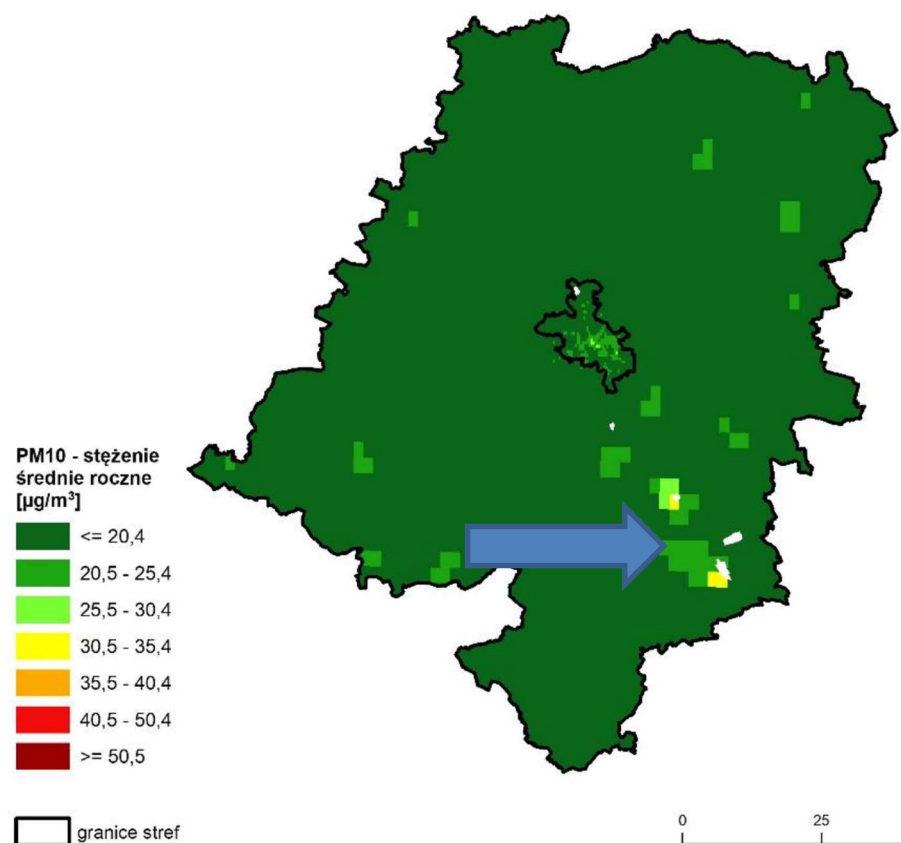 PM10 - stężenie
średnie roczne
[µg/m³]
<= 20,4
20,5 - 25,4
25,5 - 30,4
30,5 - 35,4
35,5 - 40,4
40,5 - 50,4
>= 50,5
granice stref
0 25